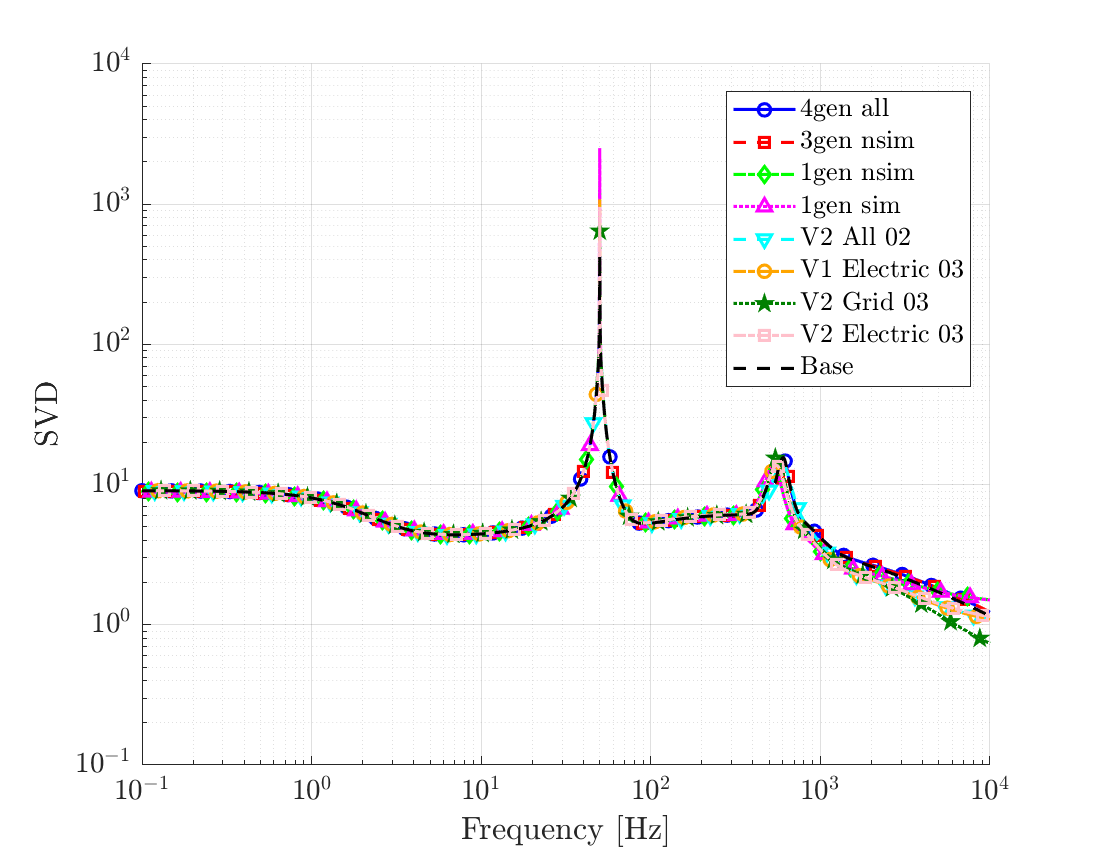 10^4
10^3
10^2
10^1
10^0
10^-1
SVD
10^-1 10^0 10^1 10^2 10^3 10^4
Frequency [Hz]
4gen all
3gen nsim
1gen nsim
1gen sim
V2 All 02
V1 Electric 03
V2 Grid 03
V2 Electric 03
Base